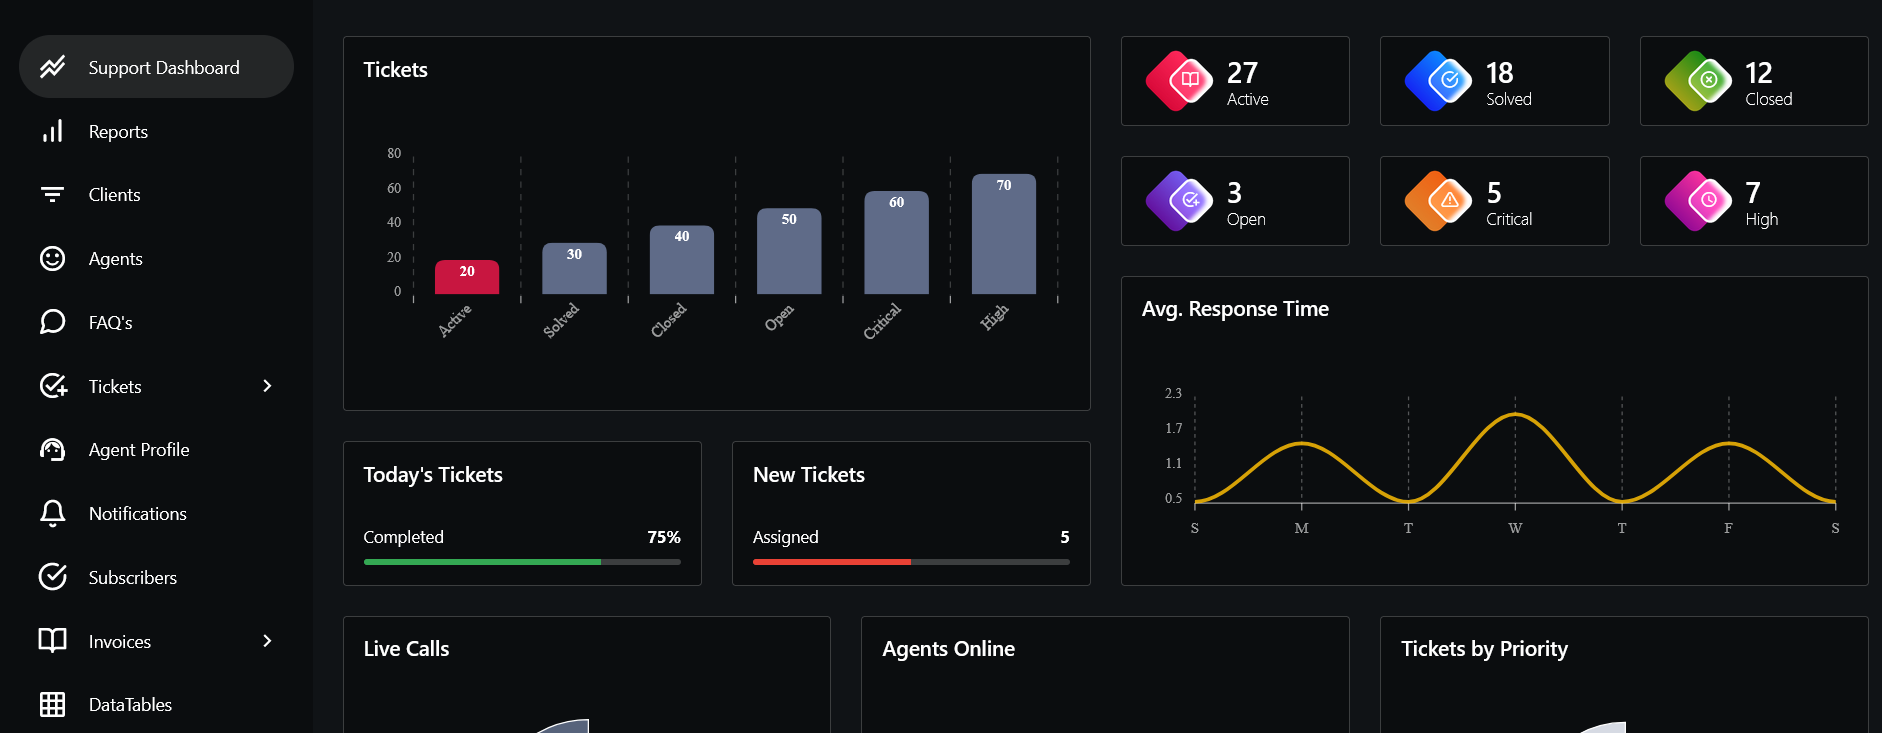 Support Dashboard
Reports
Clients
Agents
FAQ's
Tickets
Agent Profile
Notifications
Subscribers
Invoices
DataTables
Tickets
80
60
40
20
0
20
30
40
50
60
70
Active
Solved
Closed
Open
Critical
High
27
Active
18
Solved
12
Closed
3
Open
5
Critical
7
High
Avg. Response Time
2.3
1.7
1.1
0.5
S M T W T F S
Today's Tickets
Completed 75%
New Tickets
Assigned 5
Live Calls
Agents Online
Tickets by Priority